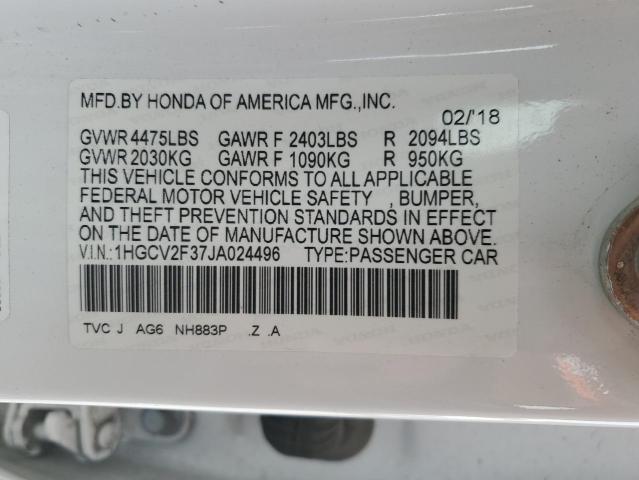 MFD.BY HONDA OF AMERICA MFG.,INC.
02/'18
GVWR 4475LBS GAWR F 2403LBS R 2094LBS
GVWR 2030KG GAWR F 1090KG R 950KG
THIS VEHICLE CONFORMS TO ALL APPLICABLE
FEDERAL MOTOR VEHICLE SAFETY , BUMPER,
AND THEFT PREVENTION STANDARDS IN EFFECT
ON THE DATE OF MANUFACTURE SHOWN ABOVE.
V.I.N.:1HGCV2F37JA024496 TYPE:PASSENGER CAR
TVC J AG6 NH883P .Z .A